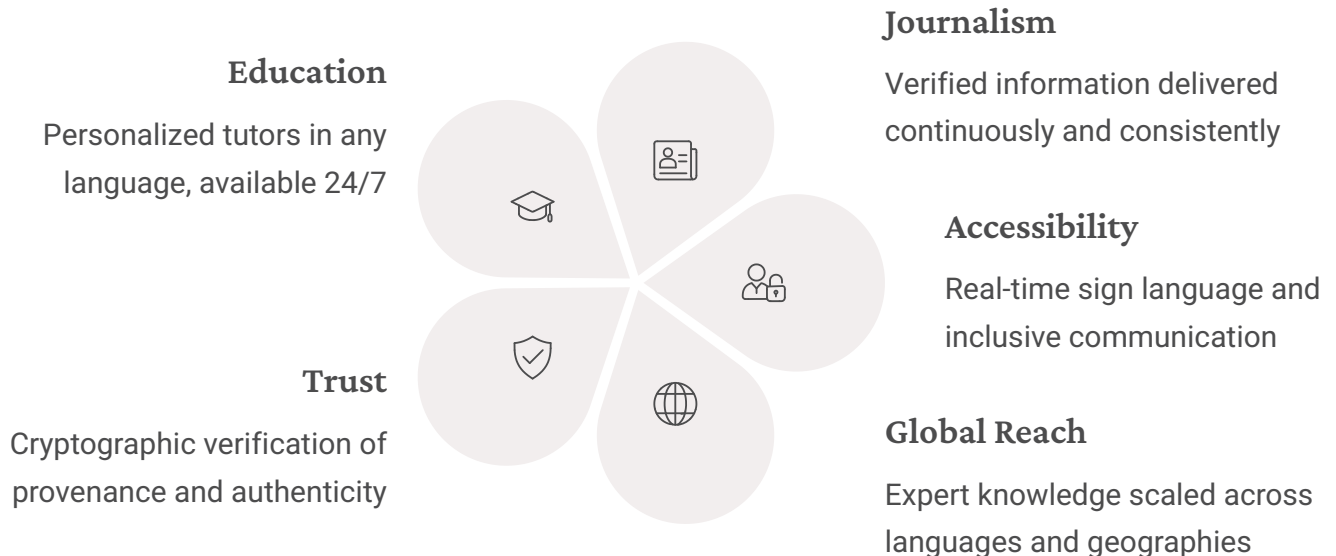 Education
Personalized tutors in any
language, available 24/7
Journalism
Verified information delivered
continuously and consistently
Accessibility
Real-time sign language and
inclusive communication
Trust
Cryptographic verification of
provenance and authenticity
Global Reach
Expert knowledge scaled across
languages and geographies